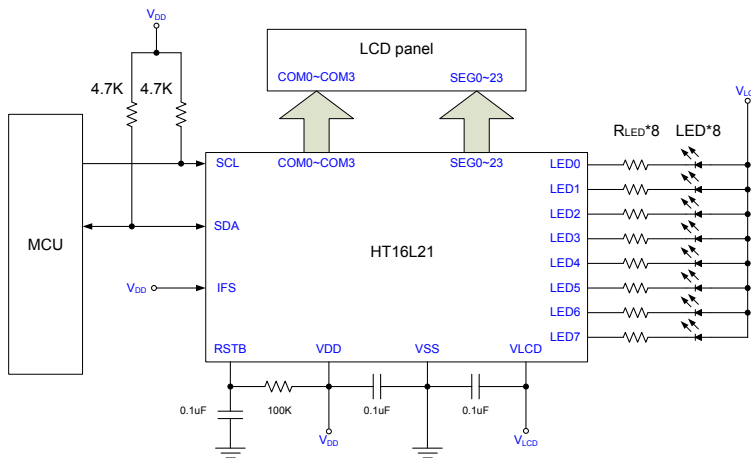 VDD
LCD panel
4.7K 4.7K
COM0~COM3 SEG0~23
RLED*8 LED*8
COM0~COM3 SEG0~23
SCL
LED0
LED1
LED2
LED3
LED4
LED5
LED6
LED7
MCU
SDA
HT16L21
VDD
IFS
RSTB VDD VSS VLCD
0.1uF 100K 0.1uF 0.1uF
VDD VLCD